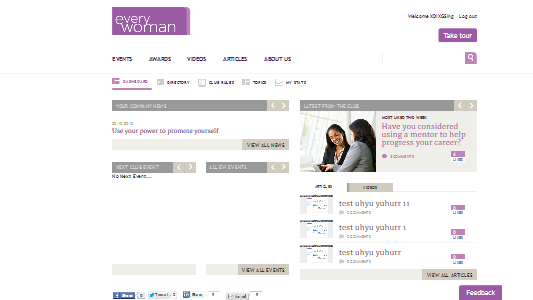 every
woman
Log out
Take tour
EVENTS AWARDS VIDEOS ARTICLES ABOUT US
DASHBOARD DIRECTORY CLUB RULES TOPICS MY STATS
YOUR COMPANY NEWS
Use your power to promote yourself
VIEW ALL NEWS
NEXT CLUB EVENT ALL EW EVENTS
No Next Event...
VIEW ALL EVENTS
LATEST FROM THE CLUB
MOST LIKED THIS WEEK
Have you considered
using a mentor to help
progress your career?
0 COMMENTS
LIKES
ARTICLES VIDEOS
test uhyu yuhurr 11
0 COMMENTS
0
LIKES
test uhyu yuhurr 1
0 COMMENTS
0
LIKES
test uhyu yuhurr
0 COMMENTS
0
LIKES
VIEW ALL ARTICLES
Share 0 Tweet 0 Share 0 Email 0
Feedback